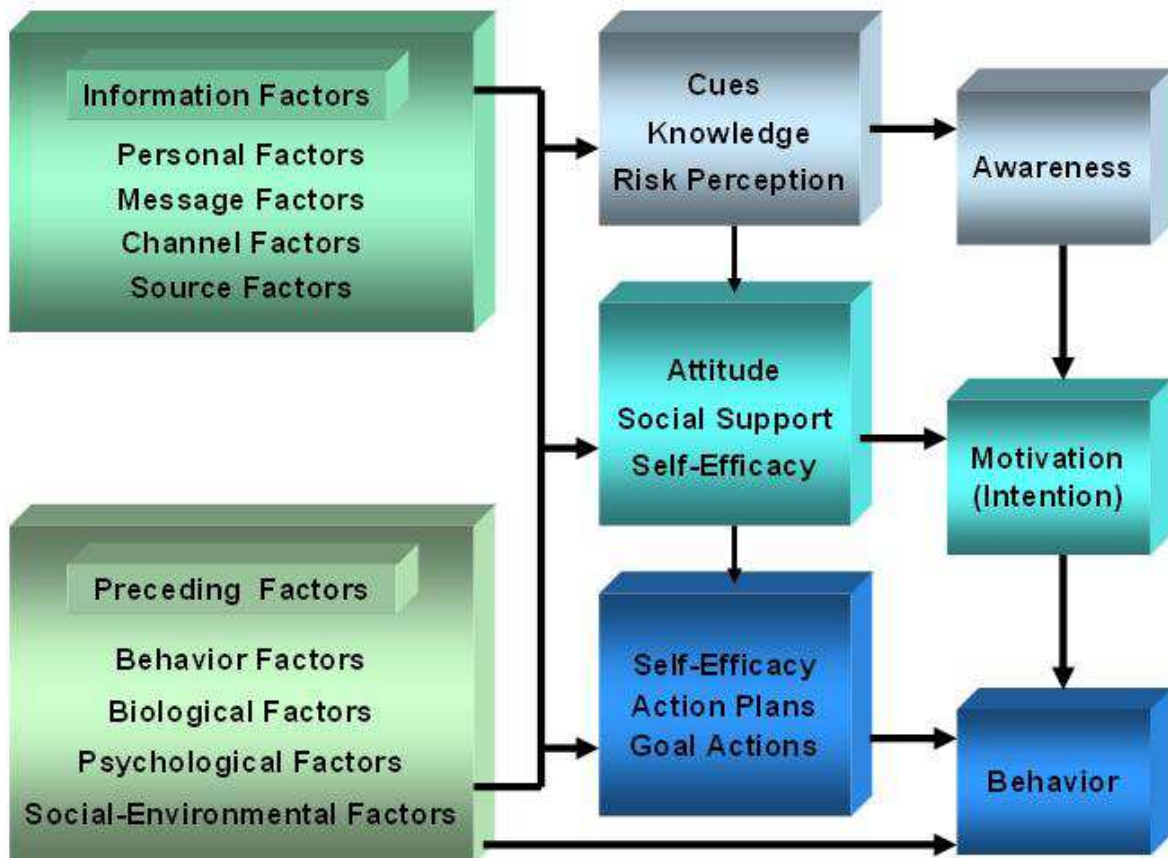 Information Factors
Personal Factors
Message Factors
Channel Factors
Source Factors
Preceding Factors
Behavior Factors
Biological Factors
Psychological Factors
Social-Environmental Factors
Cues
Knowledge
Risk Perception
Attitude
Social Support
Self-Efficacy
Self-Efficacy
Action Plans
Goal Actions
Awareness
Motivation
(Intention)
Behavior